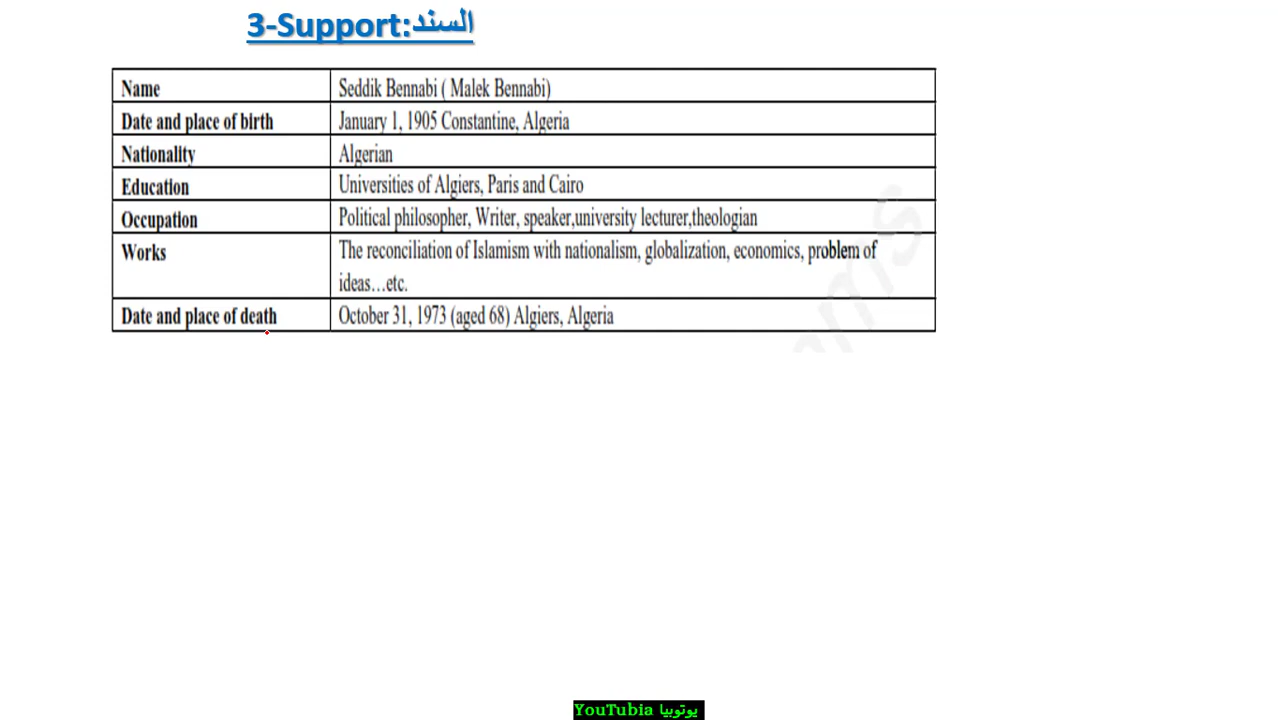 3-Support:السند
Name Seddik Bennabi ( Malek Bennabi)
Date and place of birth January 1, 1905 Constantine, Algeria
Nationality Algerian
Education Universities of Algiers, Paris and Cairo
Occupation Political philosopher, Writer, speaker,university lecturer,theologian
Works The reconciliation of Islamism with nationalism, globalization, economics, problem of
ideas…etc.
Date and place of death October 31, 1973 (aged 68) Algiers, Algeria
YouTubia يوتوبيا